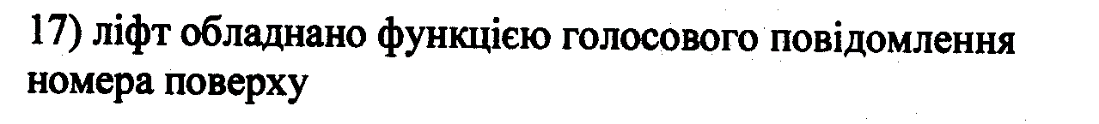 17) ліфт обладнано функцією голосового повідомлення
номера поверху